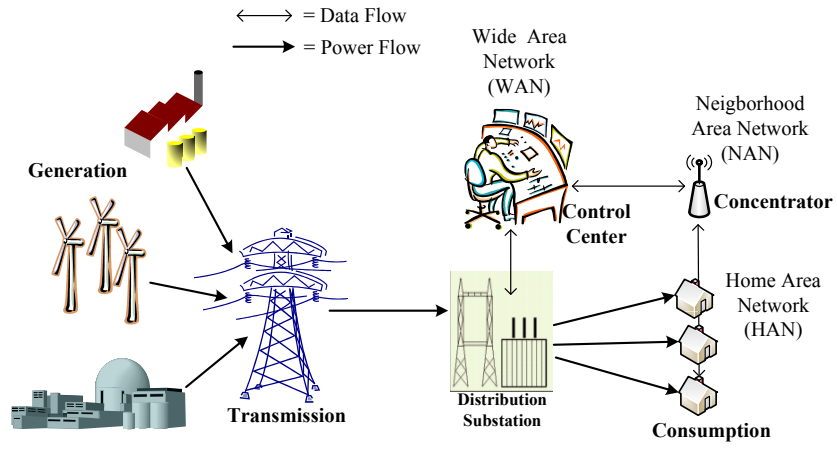 = Data Flow
= Power Flow
Wide Area
Network
(WAN)
Neigborhood
Area Network
(NAN)
Generation
Control
Center
Concentrator
Home Area
Network
(HAN)
Transmission
Distribution
Substation
Consumption